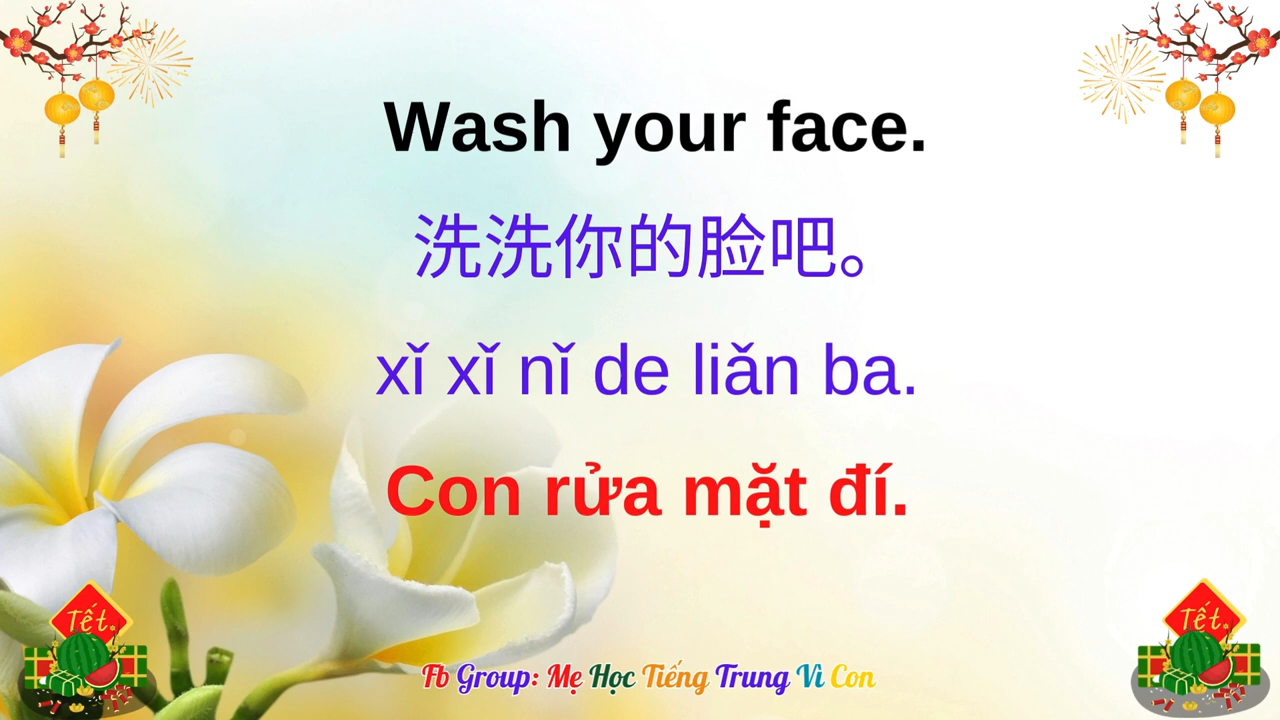 Wash your face.
洗洗你的脸吧。
xǐ xǐ nǐ de liǎn ba.
Con rửa mặt đí.
Tết
Tết
Fb Group: Mẹ Học Tiếng Trung Vì Con